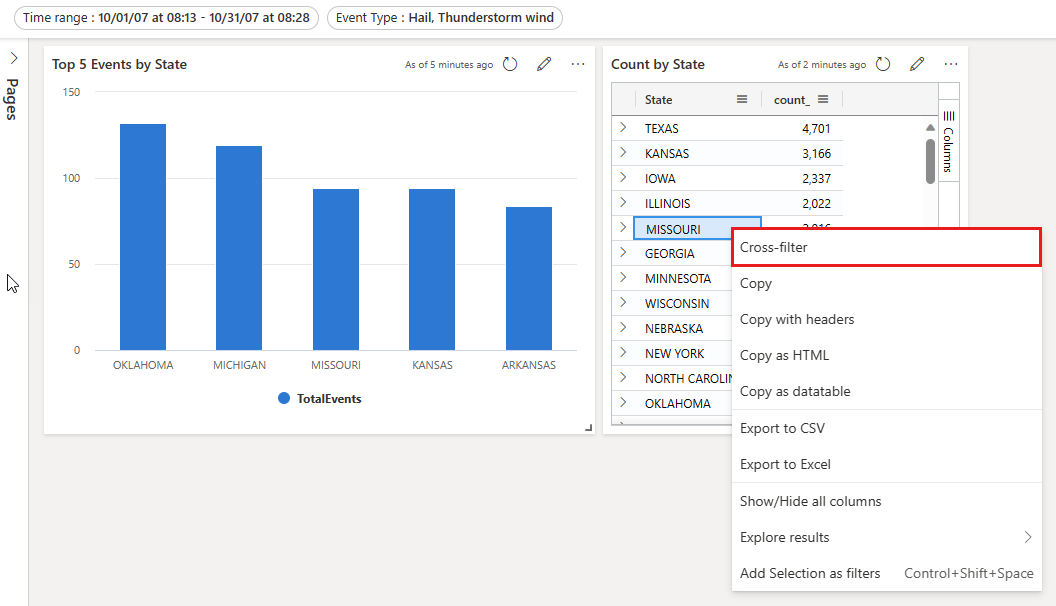 Time range : 10/01/07 at 08:13 - 10/31/07 at 08:28
Event Type : Hail, Thunderstorm wind
Pages
Top 5 Events by State
As of 5 minutes ago
150
100
50
0
OKLAHOMA
MICHIGAN
MISSOURI
KANSAS
ARKANSAS
TotalEvents
Count by State
As of 2 minutes ago
State count_
TEXAS 4,701
KANSAS 3,166
IOWA 2,337
ILLINOIS 2,022
MISSOURI
GEORGIA
MINNESOTA
WISCONSIN
NEBRASKA
NEW YORK
NORTH CAROLIN
OKLAHOMA
Columns
Cross-filter
Copy
Copy with headers
Copy as HTML
Copy as datatable
Export to CSV
Export to Excel
Show/Hide all columns
Explore results
Add Selection as filters Control+Shift+Space